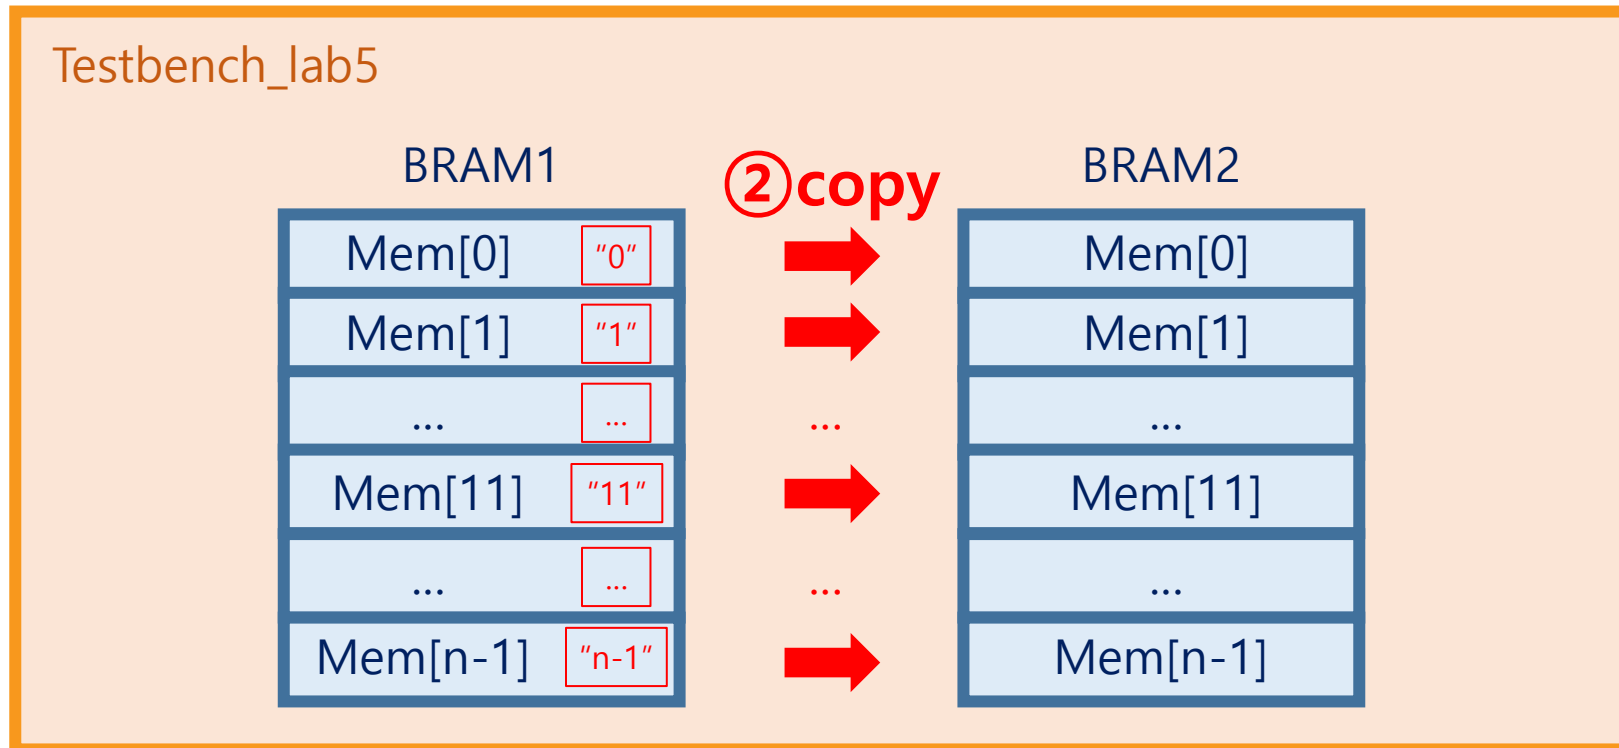 Testbench_lab5
BRAM1
②copy
BRAM2
Mem[0] "0"
Mem[0]
Mem[1] "1"
Mem[1]
... ...
...
...
Mem[11] "11"
Mem[11]
... ...
...
...
Mem[n-1] "n-1"
Mem[n-1]